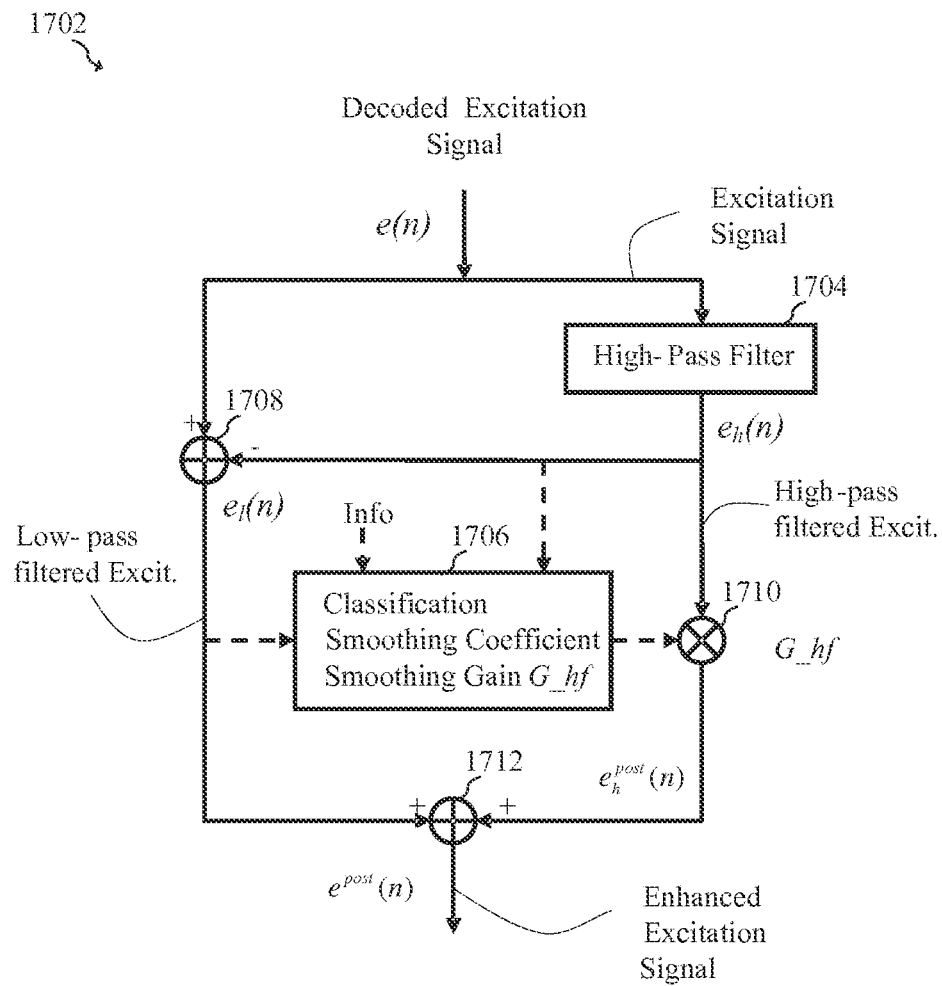 1702
Decoded Excitation
Signal
e(n)
Excitation
Signal
1704
High-Pass Filter
1708
+
-
e_h(n)
e_l(n)
Info
High-pass
filtered Excit.
Low-pass
filtered Excit.
1706
1710
Classification
Smoothing Coefficient
Smoothing Gain G_hf
G_hf
1712
e_h^post(n)
+
+
e^post(n)
Enhanced
Excitation
Signal